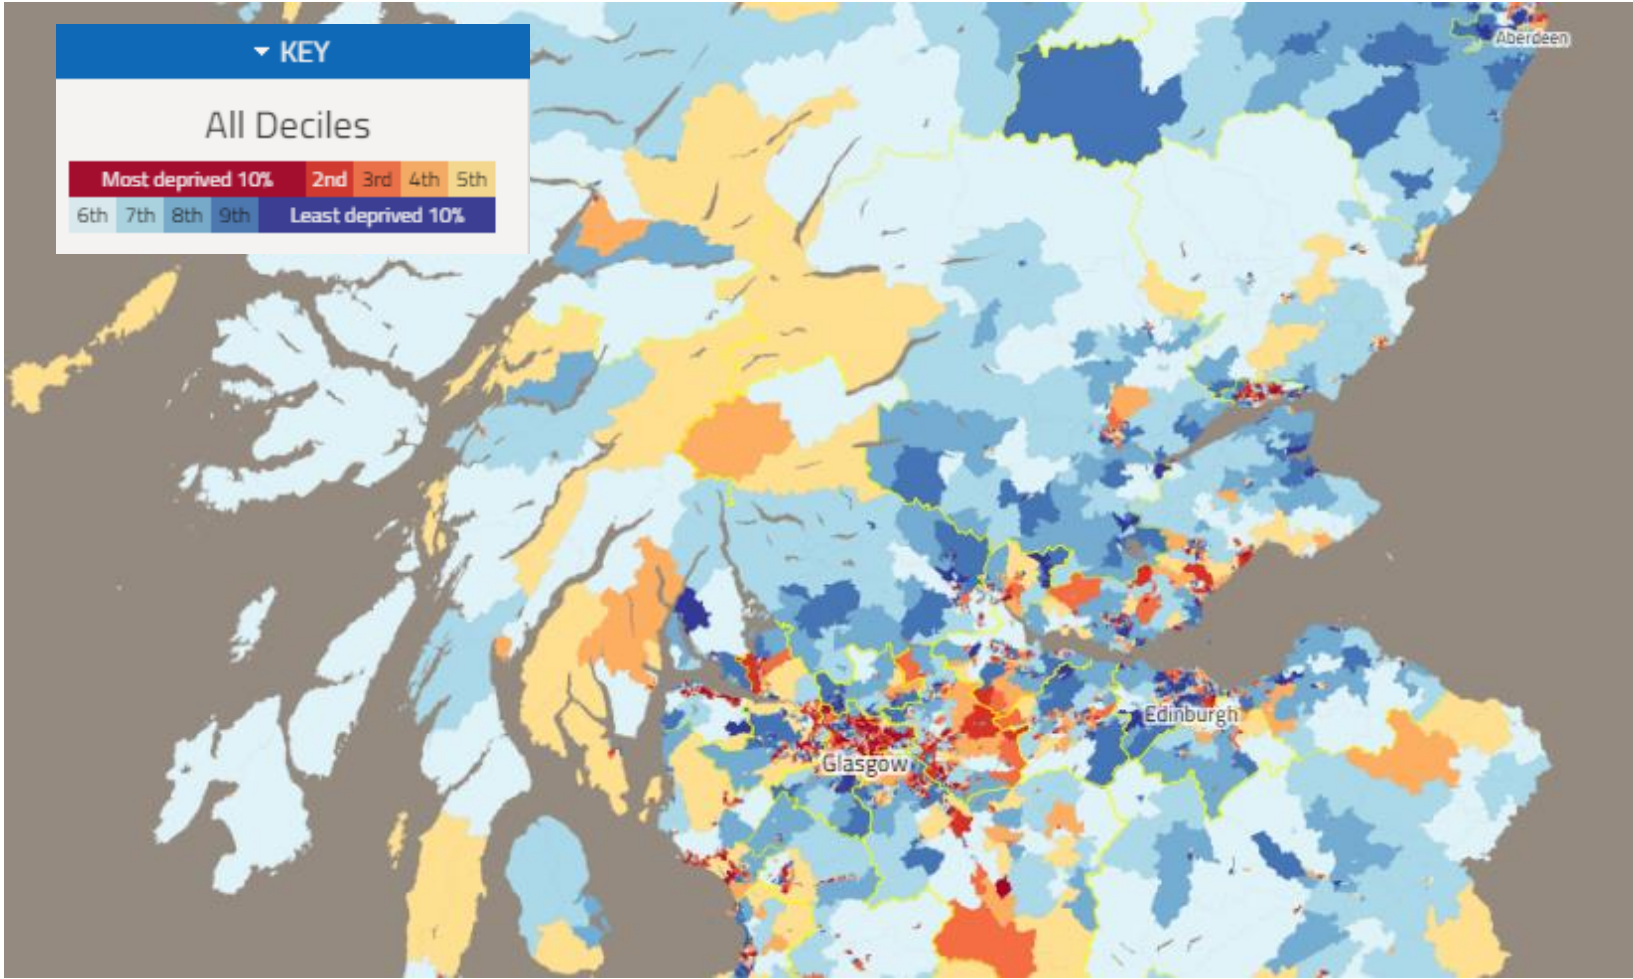 KEY
All Deciles
Most deprived 10% 2nd 3rd 4th 5th
6th 7th 8th 9th Least deprived 10%
Aberdeen
Edinburgh
Glasgow